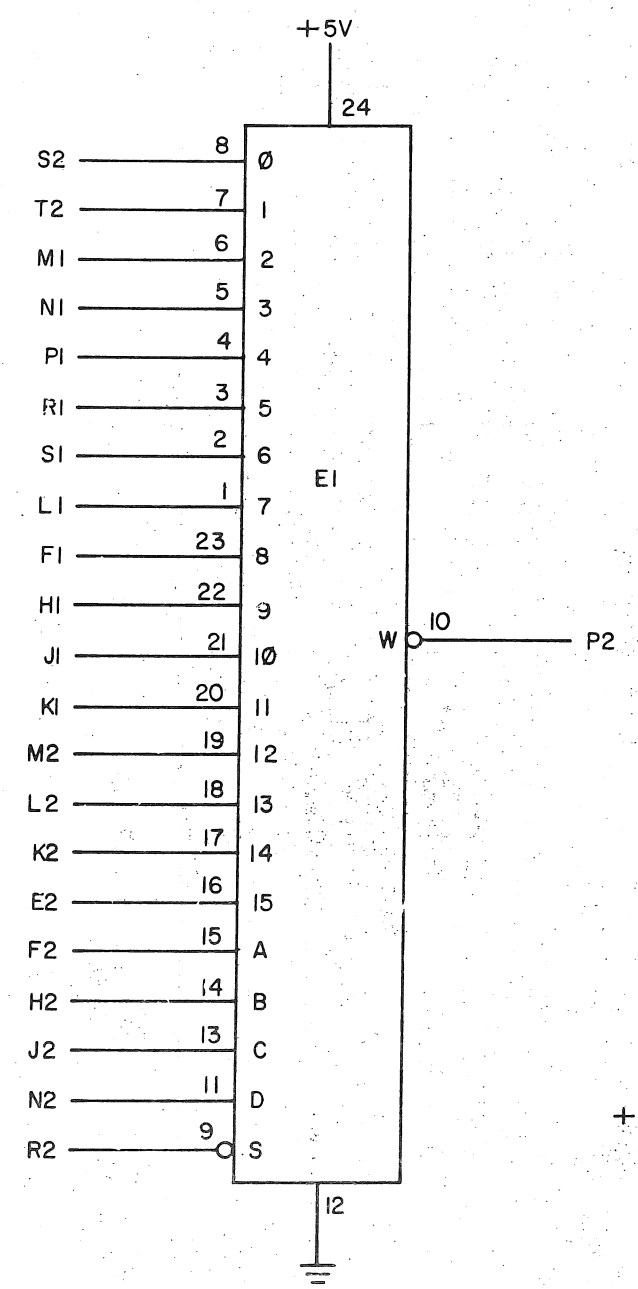 +5V
24
S2 8 Ø
T2 7 1
M1 6 2
N1 5 3
P1 4 4
R1 3 5
S1 2 6
E1
L1 1 7
F1 23 8
H1 22 9
J1 21 1Ø W 10 P2
K1 20 11
M2 19 12
L2 18 13
K2 17 14
E2 16 15
F2 15 A
H2 14 B
J2 13 C
N2 11 D
R2 9 S
12